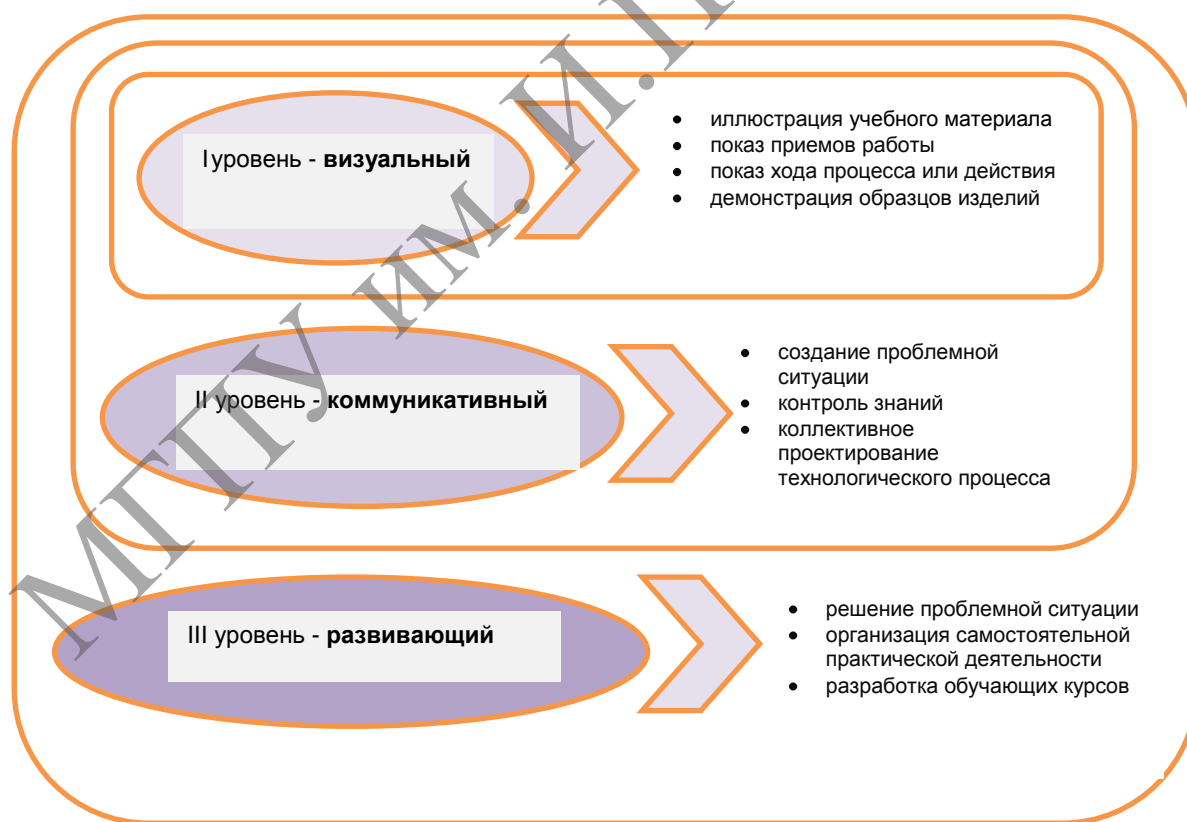 I уровень - визуальный
• иллюстрация учебного материала
• показ приемов работы
• показ хода процесса или действия
• демонстрация образцов изделий
II уровень - коммуникативный
• создание проблемной
ситуации
• контроль знаний
• коллективное
проектирование
технологического процесса
III уровень - развивающий
• решение проблемной ситуации
• организация самостоятельной
практической деятельности
• разработка обучающих курсов
МГПУ им. И.